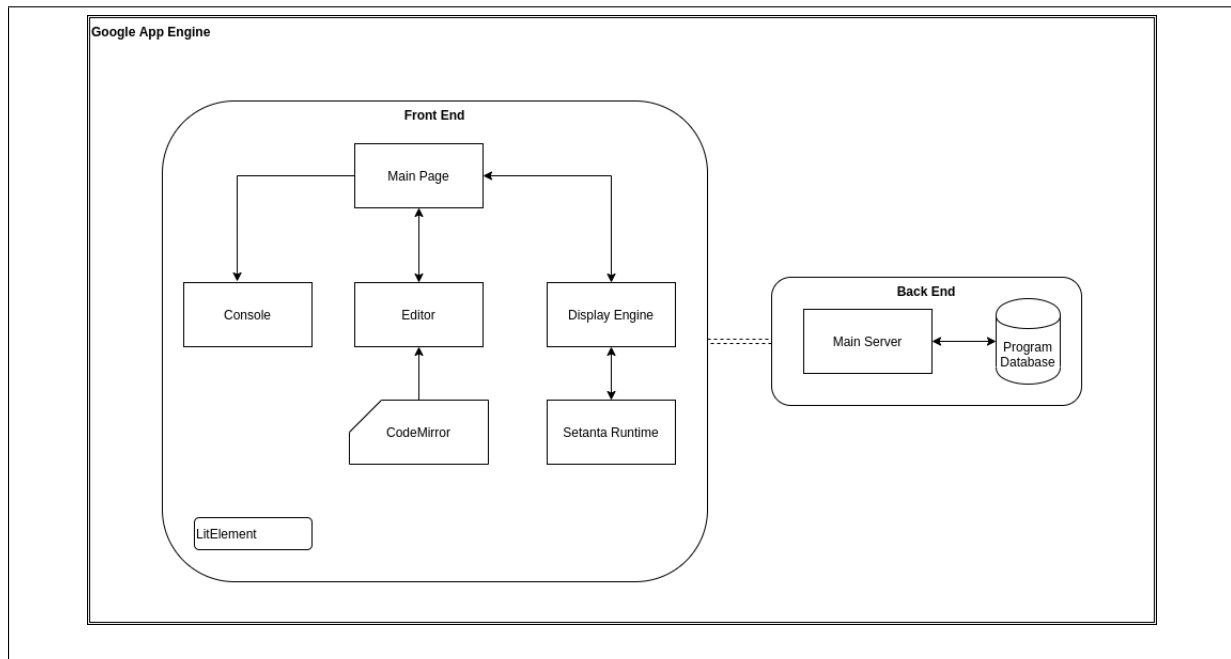 Google App Engine
Front End
Main Page
Console
Editor
Display Engine
CodeMirror
Setanta Runtime
LitElement
Back End
Main Server
Program
Database